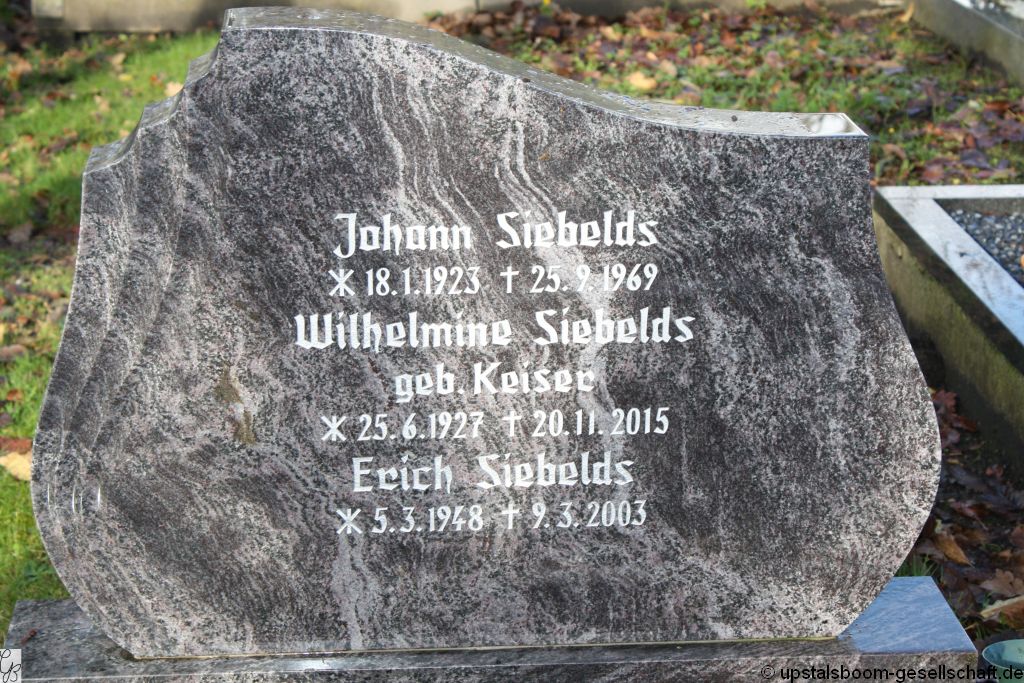 Johann Siebelds
* 18.1.1923 † 25.9.1969
Wilhelmine Siebelds
geb. Keiser
* 25.6.1927 † 20.11.2015
Erich Siebelds
* 5.3.1948 † 9.3.2003
© upstalsboom-gesellschaft.de